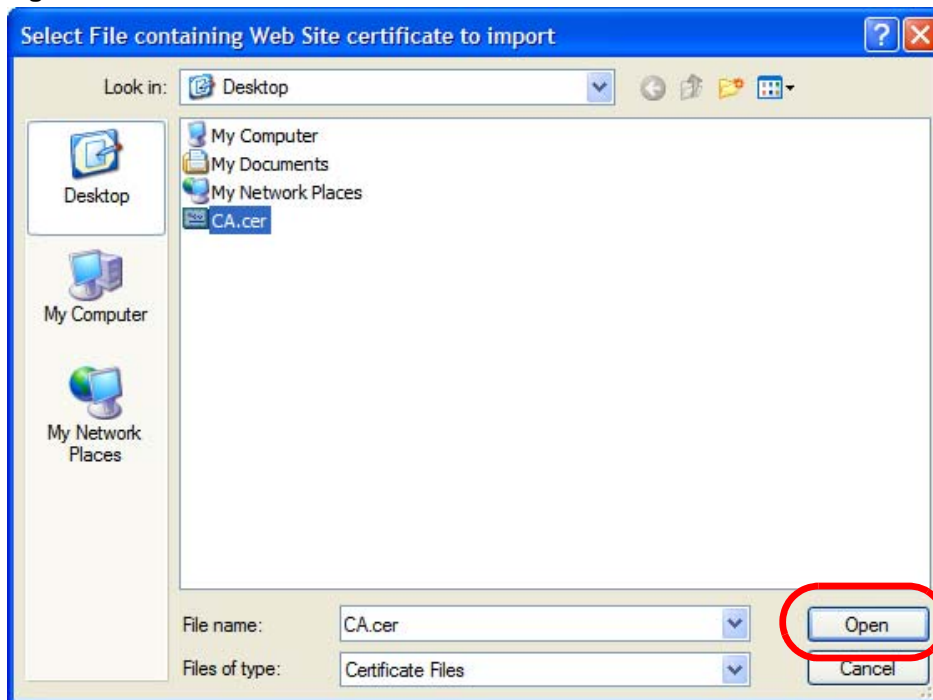 Select File containing Web Site certificate to import
Look in: Desktop
My Computer
My Documents
My Network Places
CA.cer
Desktop
My Computer
My Network
Places
File name: CA.cer Open
Files of type: Certificate Files Cancel